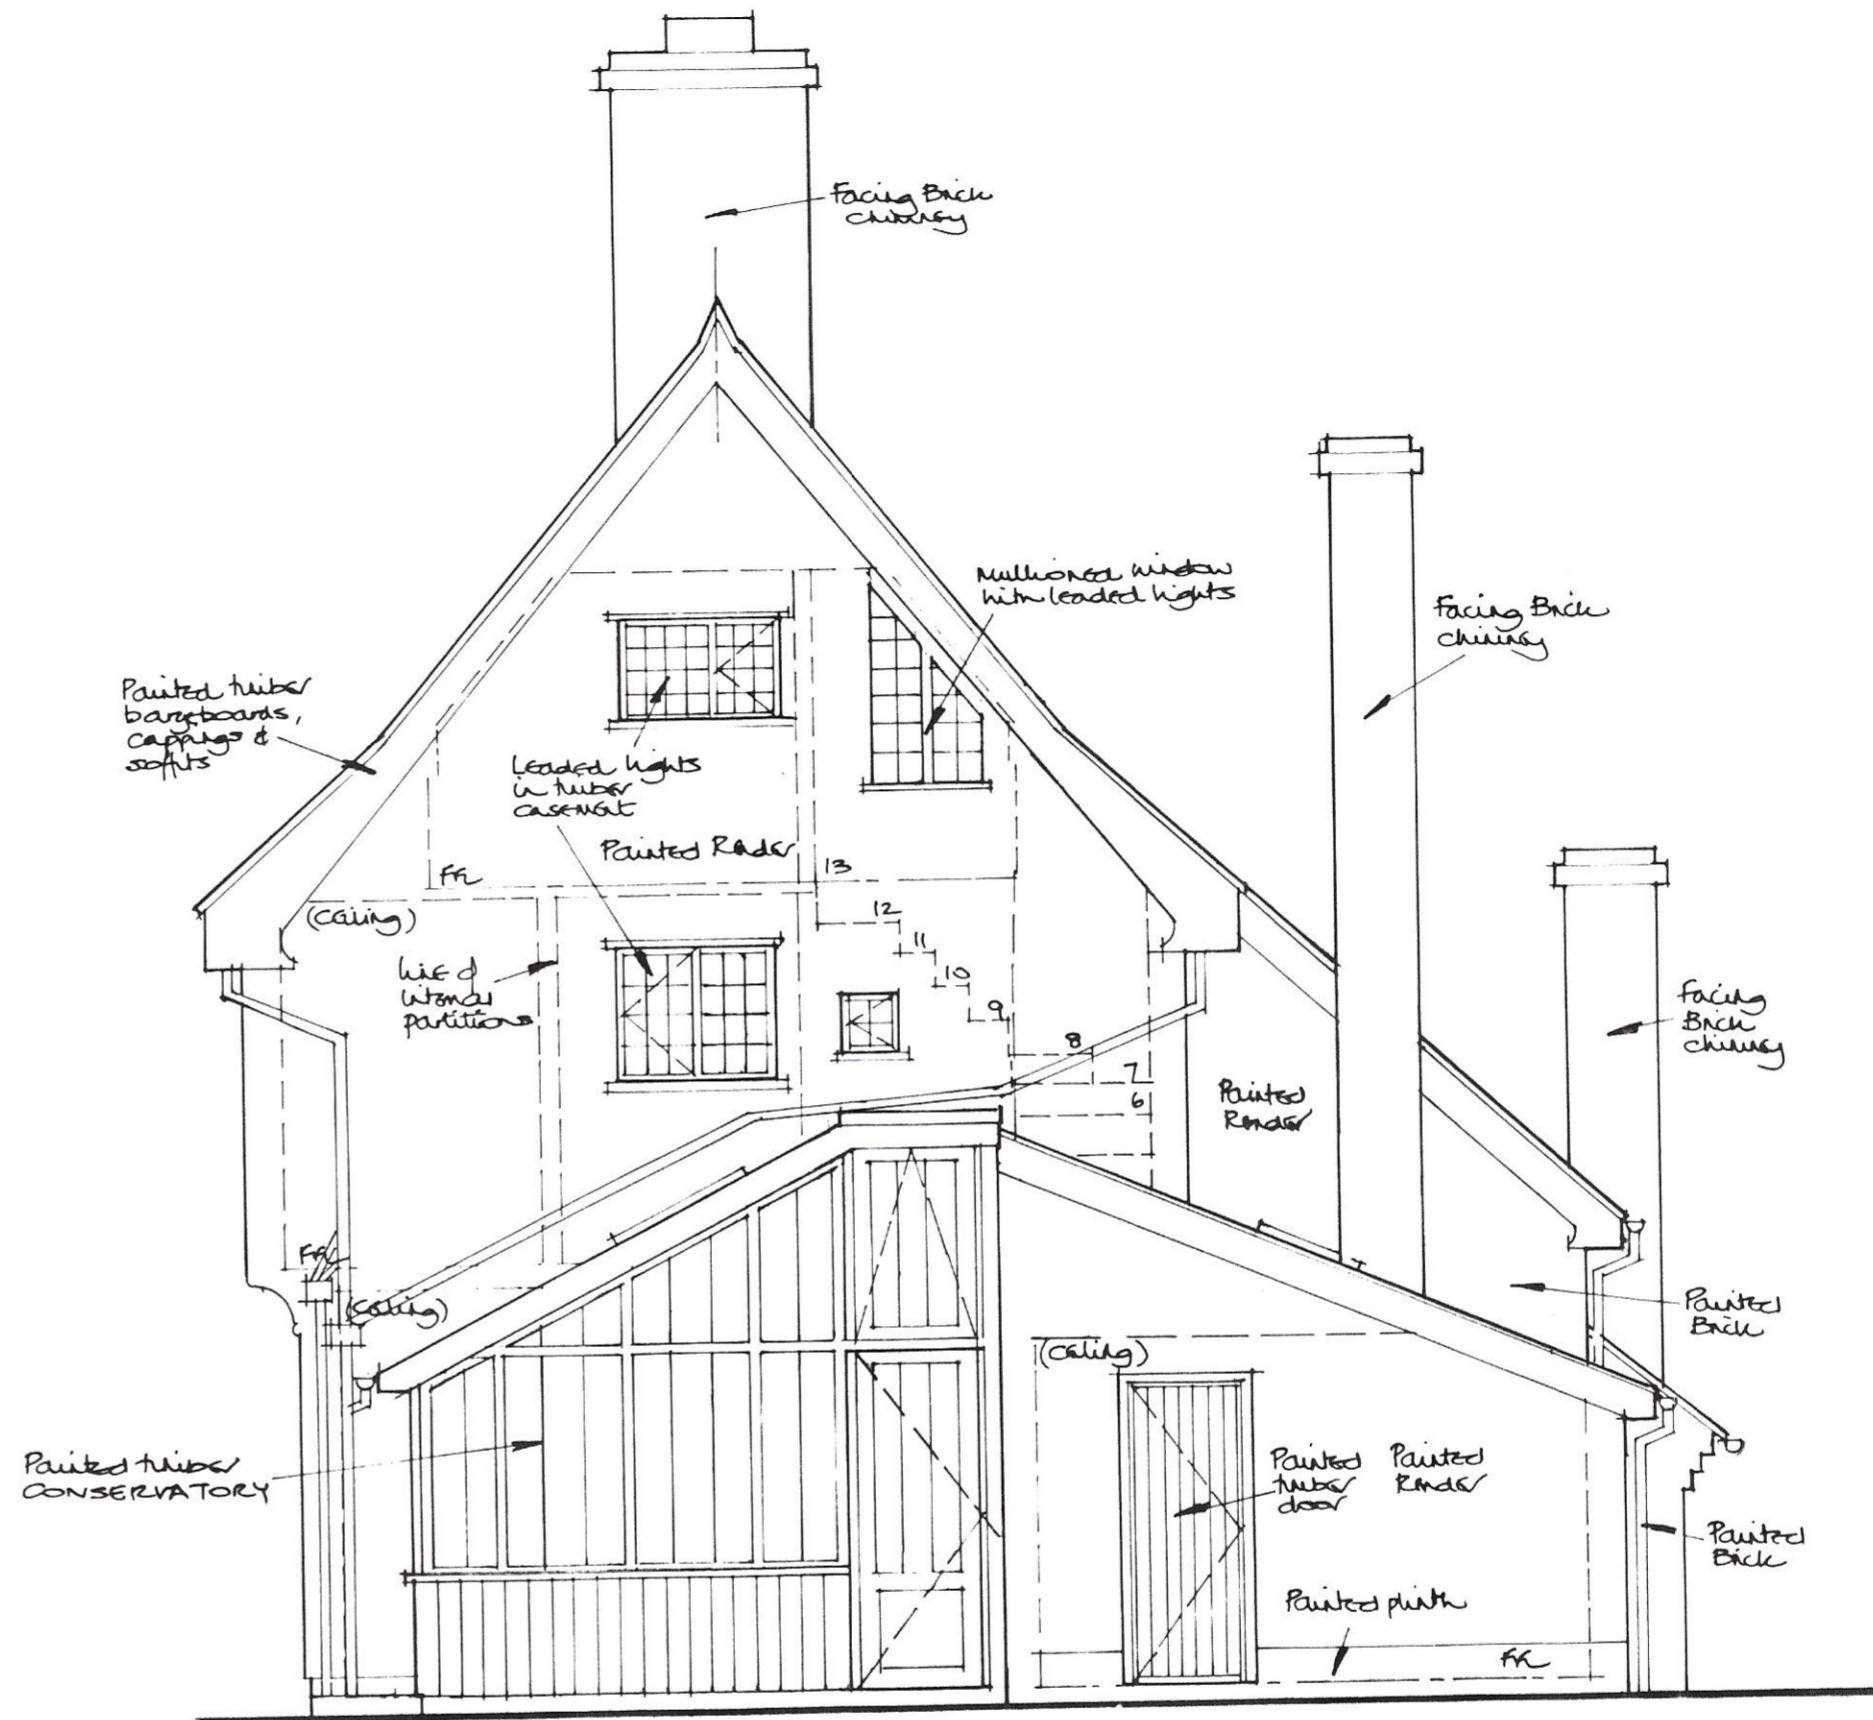 Facing Brick
chimney
Mullioned window
with leaded lights
Facing Brick
chimney
Painted timber
bargeboards,
cappings &
soffits
Leaded lights
in timber
casement
Painted Render
13
FFL
(Ceiling)
12
11
10
9
8
7
6
line of
internal
partitions
Facing
Brick
chimney
Painted
Render
FFL
(Ceiling)
Painted
Brick
(Ceiling)
Painted timber
CONSERVATORY
Painted
timber
door
Painted
Render
Painted
Brick
Painted plinth
FFL